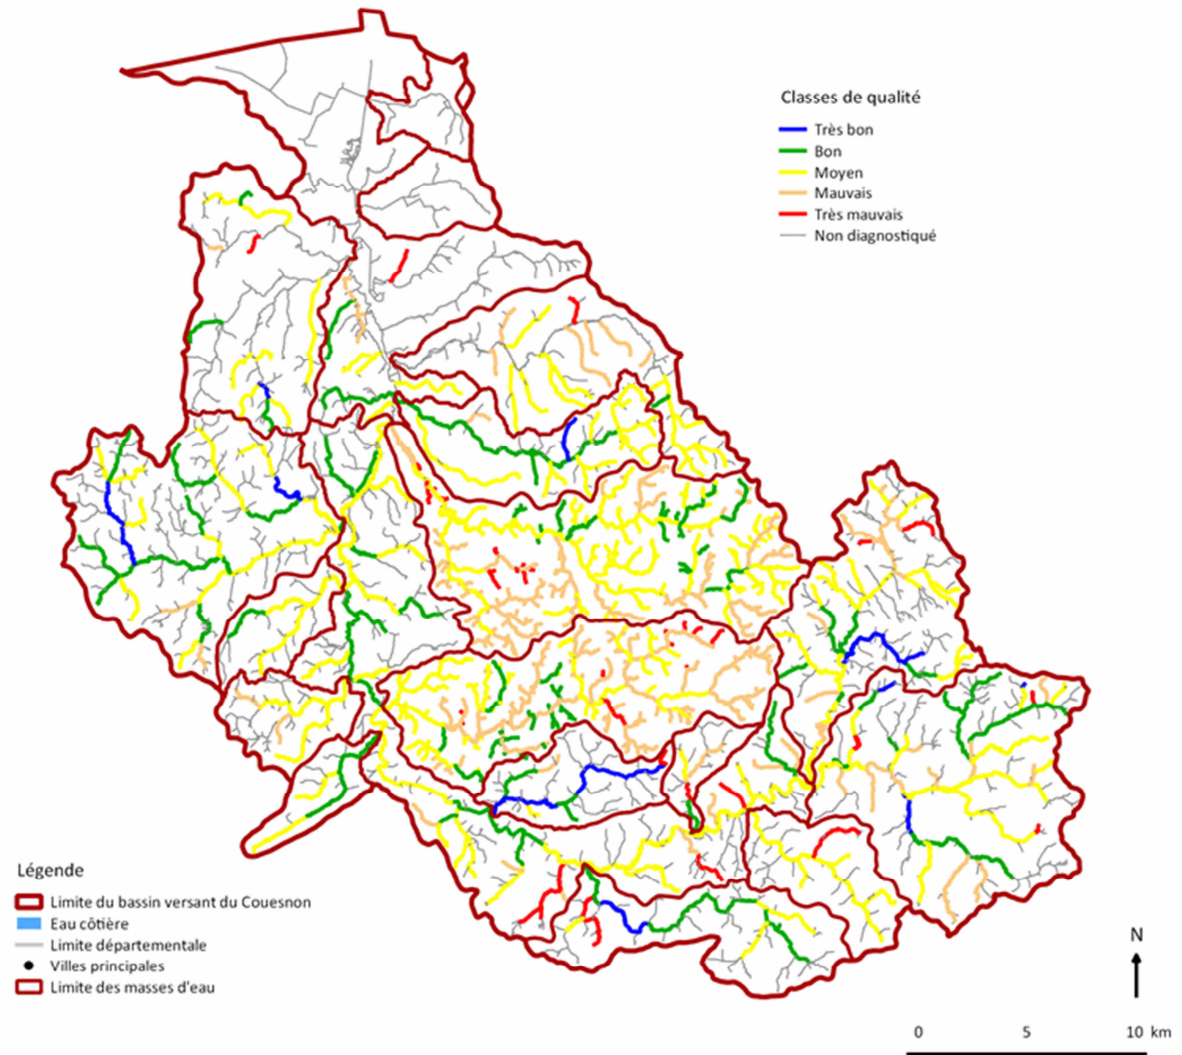 Classes de qualité
Très bon
Bon
Moyen
Mauvais
Très mauvais
Non diagnostiqué
Légende
Limite du bassin versant du Couesnon
Eau côtière
Limite départementale
Villes principales
Limite des masses d'eau
N
0 5 10 km